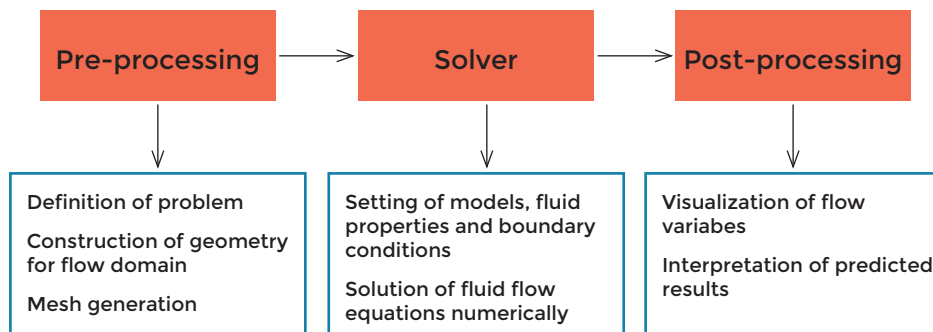 Pre-processing
Solver
Post-processing
Definition of problem
Construction of geometry
for flow domain
Mesh generation
Setting of models, fluid
properties and boundary
conditions
Solution of fluid flow
equations numerically
Visualization of flow
variabes
Interpretation of predicted
results